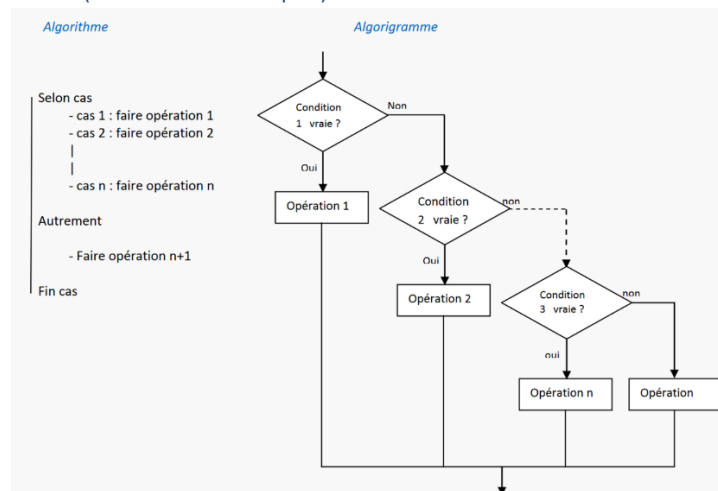 Algorithme
Algorigramme
Selon cas
- cas 1 : faire opération 1
- cas 2 : faire opération 2
|
|
- cas n : faire opération n
Autrement
- Faire opération n+1
Fin cas
Condition
1 vraie ?
Non
Oui
Opération 1
Condition
2 vraie ?
non
Oui
Opération 2
Condition
3 vraie ?
non
oui
Opération n
Opération